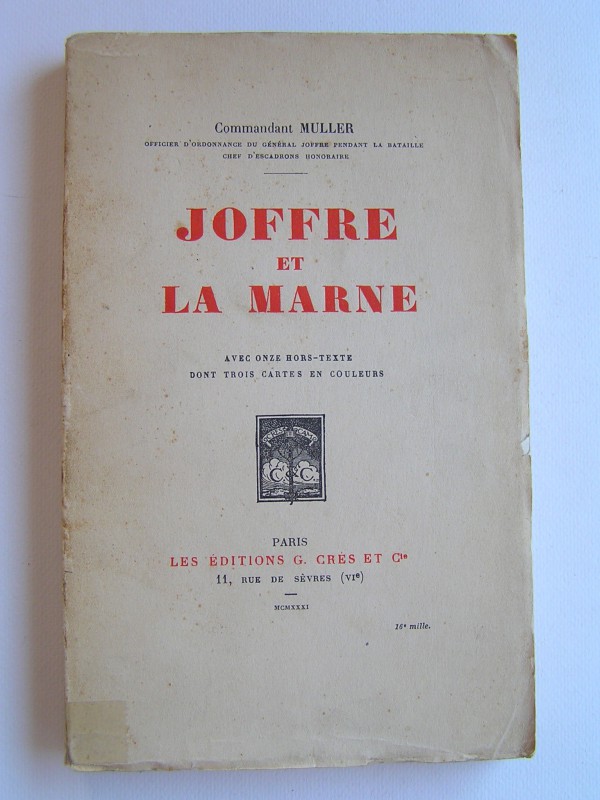 Commandant MULLER
OFFICIER D'ORDONNANCE DU GÉNÉRAL JOFFRE PENDANT LA BATAILLE
CHEF D'ESCADRONS HONORAIRE
JOFFRE
ET
LA MARNE
AVEC ONZE HORS-TEXTE
DONT TROIS CARTES EN COULEURS
C & C
PARIS
LES ÉDITIONS G. CRÈS ET Cie
11, RUE DE SÈVRES (VIe)
MCMXXXI
16e mille.